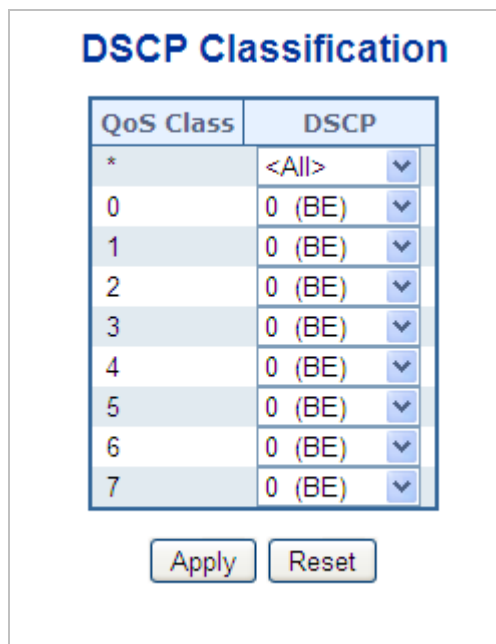 DSCP Classification
QoS Class DSCP
* <All>
0 0 (BE)
1 0 (BE)
2 0 (BE)
3 0 (BE)
4 0 (BE)
5 0 (BE)
6 0 (BE)
7 0 (BE)
Apply Reset